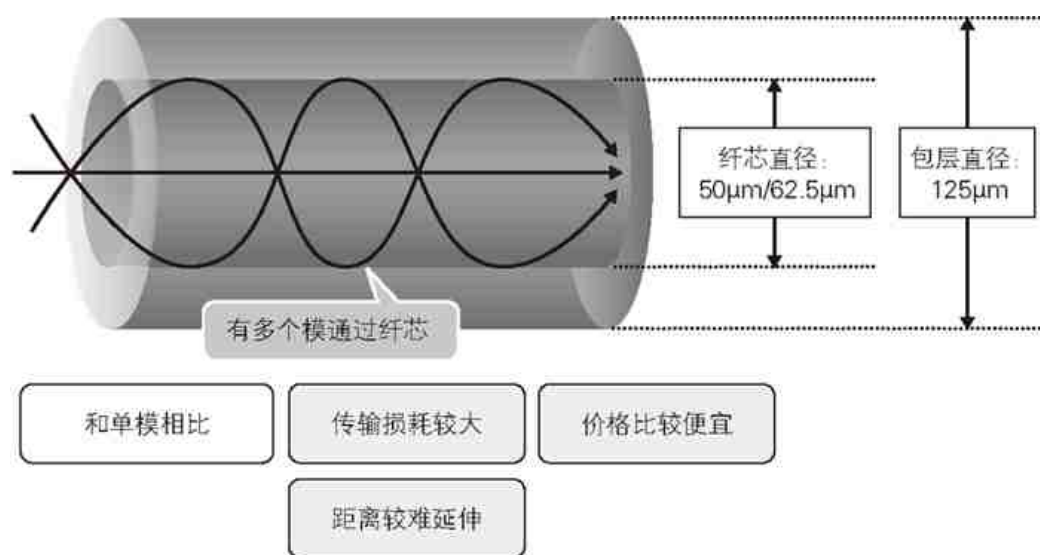 纤芯直径：
50μm/62.5μm
包层直径：
125μm
有多个模通过纤芯
和单模相比
传输损耗较大
价格比较便宜
距离较难延伸